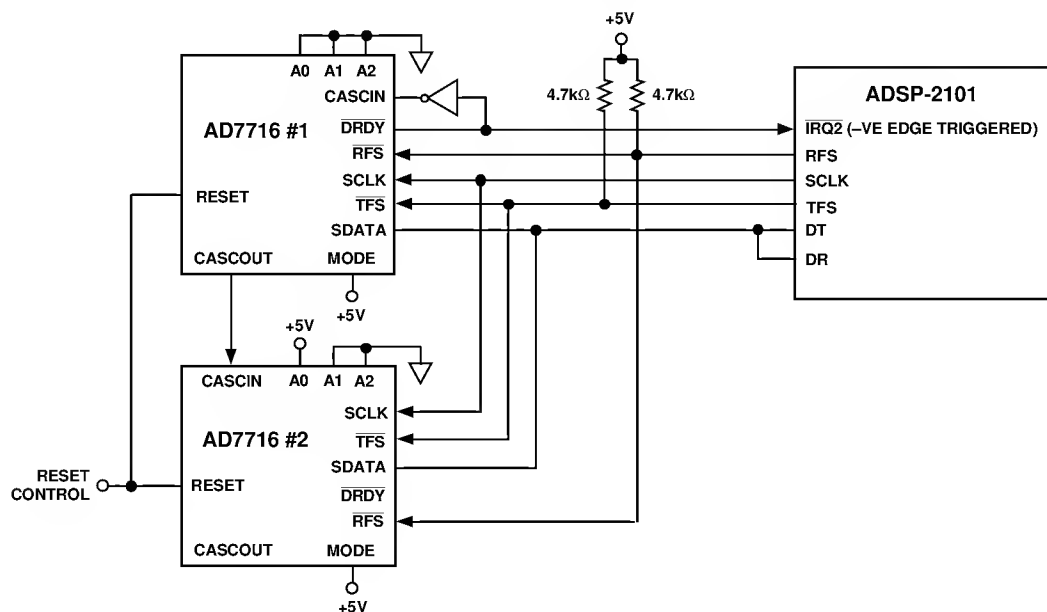 +5V
A0 A1 A2
CASCIN
4.7kΩ 4.7kΩ
ADSP-2101
AD7716 #1
DRDY
IRQ2 (–VE EDGE TRIGGERED)
RFS
RFS
SCLK
SCLK
RESET
TFS
TFS
SDATA
DT
CASCOUT MODE
DR
+5V
+5V
CASCIN A0 A1 A2
SCLK
AD7716 #2
TFS
SDATA
RESET
CONTROL
RESET
DRDY
RFS
CASCOUT MODE
+5V